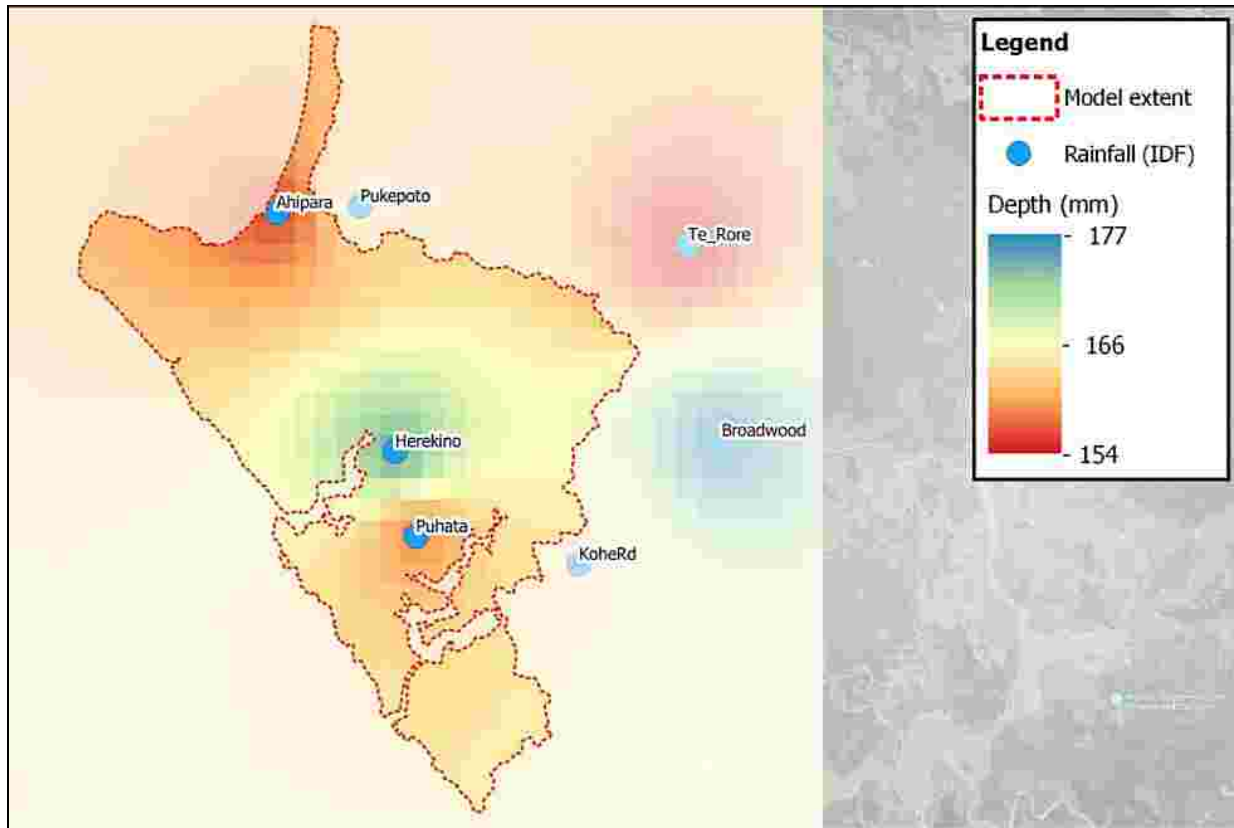 Legend
Model extent
Rainfall (IDF)
Depth (mm)
177
166
154
Ahipara
Pukepoto
Te_Rore
Herekino
Broadwood
Puhata
KoheRd